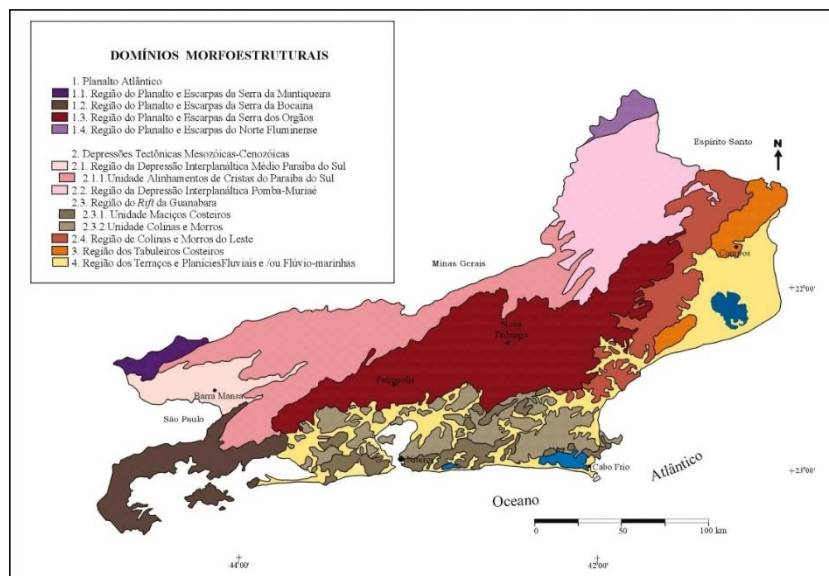 DOMÍNIOS MORFOESTRUTURAIS
1. Planalto Atlântico
1.1. Região do Planalto e Escarpas da Serra da Mantiqueira
1.2. Região do Planalto e Escarpas da Serra da Bocaina
1.3. Região do Planalto e Escarpas da Serra dos Orgãos
1.4. Região do Planalto e Escarpas do Norte Fluminense
2. Depressões Tectônicas Mesozóicas-Cenozóicas
2.1. Região da Depressão Interplanáltica Médio Paraiba do Sul
2.1.1.Unidade Alinhamentos de Cristas do Paraiba do Sul
2.2. Região da Depressão Interplanáltica Pomba-Muriaé
2.3. Região do Rift da Guanabara
2.3.1. Unidade Maciços Costeiros
2.3.2.Unidade Colinas e Morros
2.4. Região de Colinas e Morros do Leste
3. Região dos Tabuleiros Costeiros
4. Região dos Terraços e PlaníciesFluviais e /ou Flúvio-marinhas
Espirito Santo
N
Campos
Minas Gerais
22°00'
Nova
Friburgo
Petrópolis
Barra Mansa
São Paulo
Niterói
Cabo Frio
Atlântico
23°00'
Oceano
0 25 50 75 100 km
44°00'
42°00'